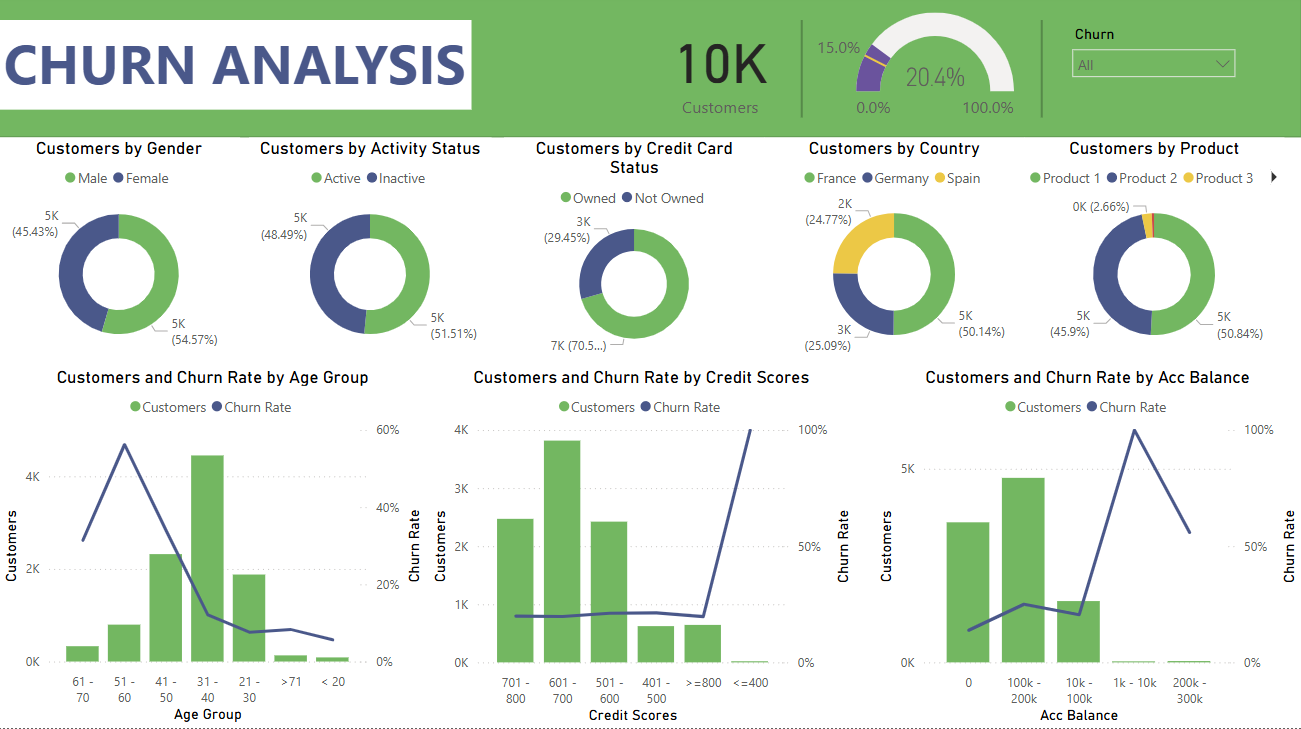 CHURN ANALYSIS
10K
Customers
15.0%
20.4%
0.0%
100.0%
Churn
All
Customers by Gender
Male Female
5K
(45.43%)
5K
(54.57%)
Customers by Activity Status
Active Inactive
5K
(48.49%)
5K
(51.51%)
Customers by Credit Card
Status
Owned Not Owned
3K
(29.45%)
7K (70.5...)
Customers by Country
France Germany Spain
2K
(24.77%)
3K
(25.09%)
5K
(50.14%)
Customers by Product
Product 1 Product 2 Product 3
0K (2.66%)
5K
(45.9%)
5K
(50.84%)
Customers and Churn Rate by Age Group
Customers Churn Rate
Customers
4K
2K
0K
60%
40%
20%
0%
Churn Rate
61 -
70
51 -
60
41 -
50
31 -
40
21 -
30
>71
< 20
Age Group
Customers and Churn Rate by Credit Scores
Customers Churn Rate
Customers
4K
3K
2K
1K
0K
100%
50%
0%
Churn Rate
701 -
800
601 -
700
501 -
600
401 -
500
>=800
<=400
Credit Scores
Customers and Churn Rate by Acc Balance
Customers Churn Rate
Customers
5K
0K
100%
50%
0%
Churn Rate
0
100k -
200k
10k -
100k
1k - 10k
200k -
300k
Acc Balance